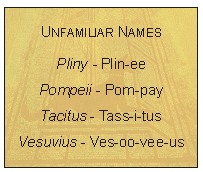 Unfamiliar Names
Pliny - Plin-ee
Pompeii - Pom-pay
Tacitus - Tass-i-tus
Vesuvius - Ves-oo-vee-us